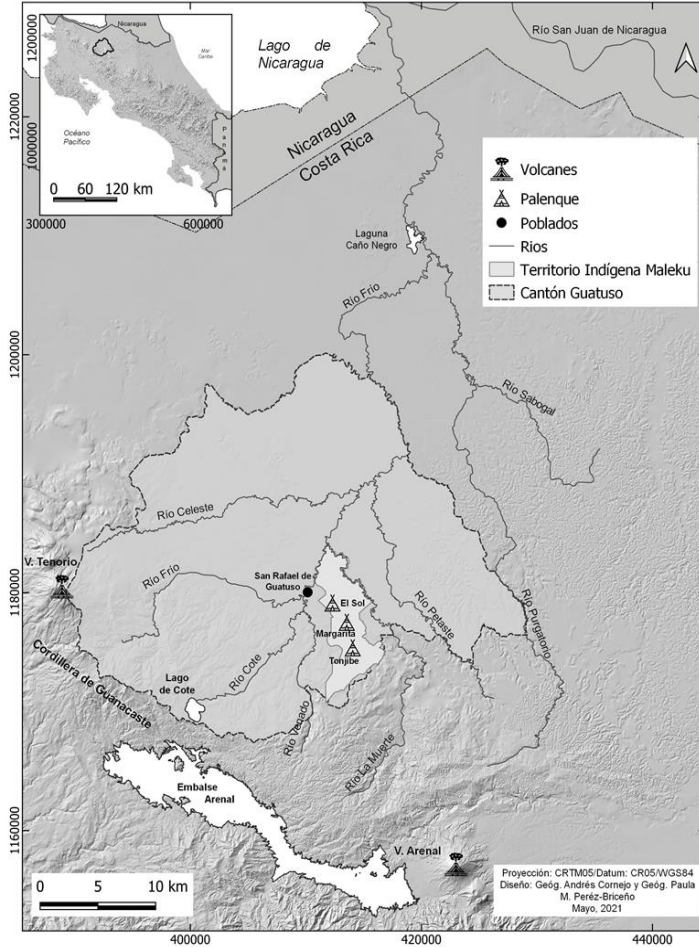 Nicaragua
Mar
Caribe
Océano
Pacífico
Panamá
0 60 120 km
300000 600000
1200000
1000000
Lago de
Nicaragua
Río San Juan de Nicaragua
Nicaragua
Costa Rica
Volcanes
Palenque
Poblados
Rios
Territorio Indígena Maleku
Cantón Guatuso
Laguna
Caño Negro
Río Frío
Río Sabogal
Río Celeste
V. Tenorio
Río Frío
San Rafael de
Guatuso
El Sol
Margarita
Tonjibe
Río Pelaste
Río Purgatorio
Cordillera de Guanacaste
Lago
de Cote
Río Cote
Río Venado
Río La Muerte
Embalse
Arenal
V. Arenal
0 5 10 km
Proyección: CRTM05/Datum: CR05/WGS84
Diseño: Geóg. Andrés Cornejo y Geóg. Paula
M. Peréz-Briceño
Mayo, 2021
1220000
1200000
1180000
1160000
400000 420000 440000